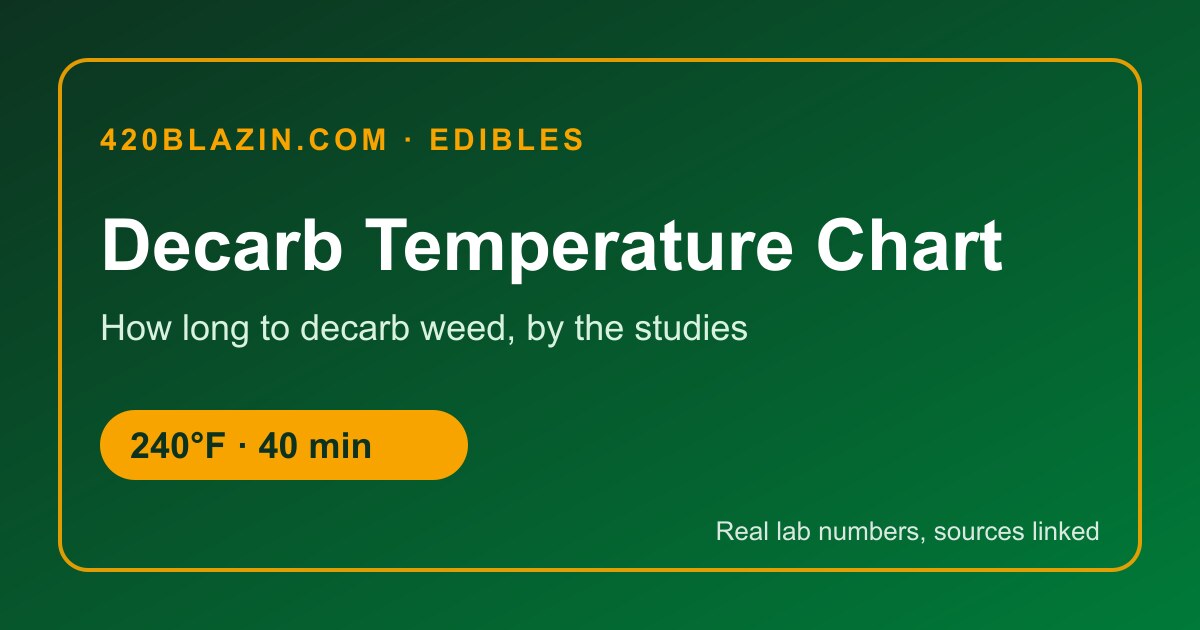 420BLAZIN.COM · EDIBLES
Decarb Temperature Chart
How long to decarb weed, by the studies
240°F · 40 min
Real lab numbers, sources linked